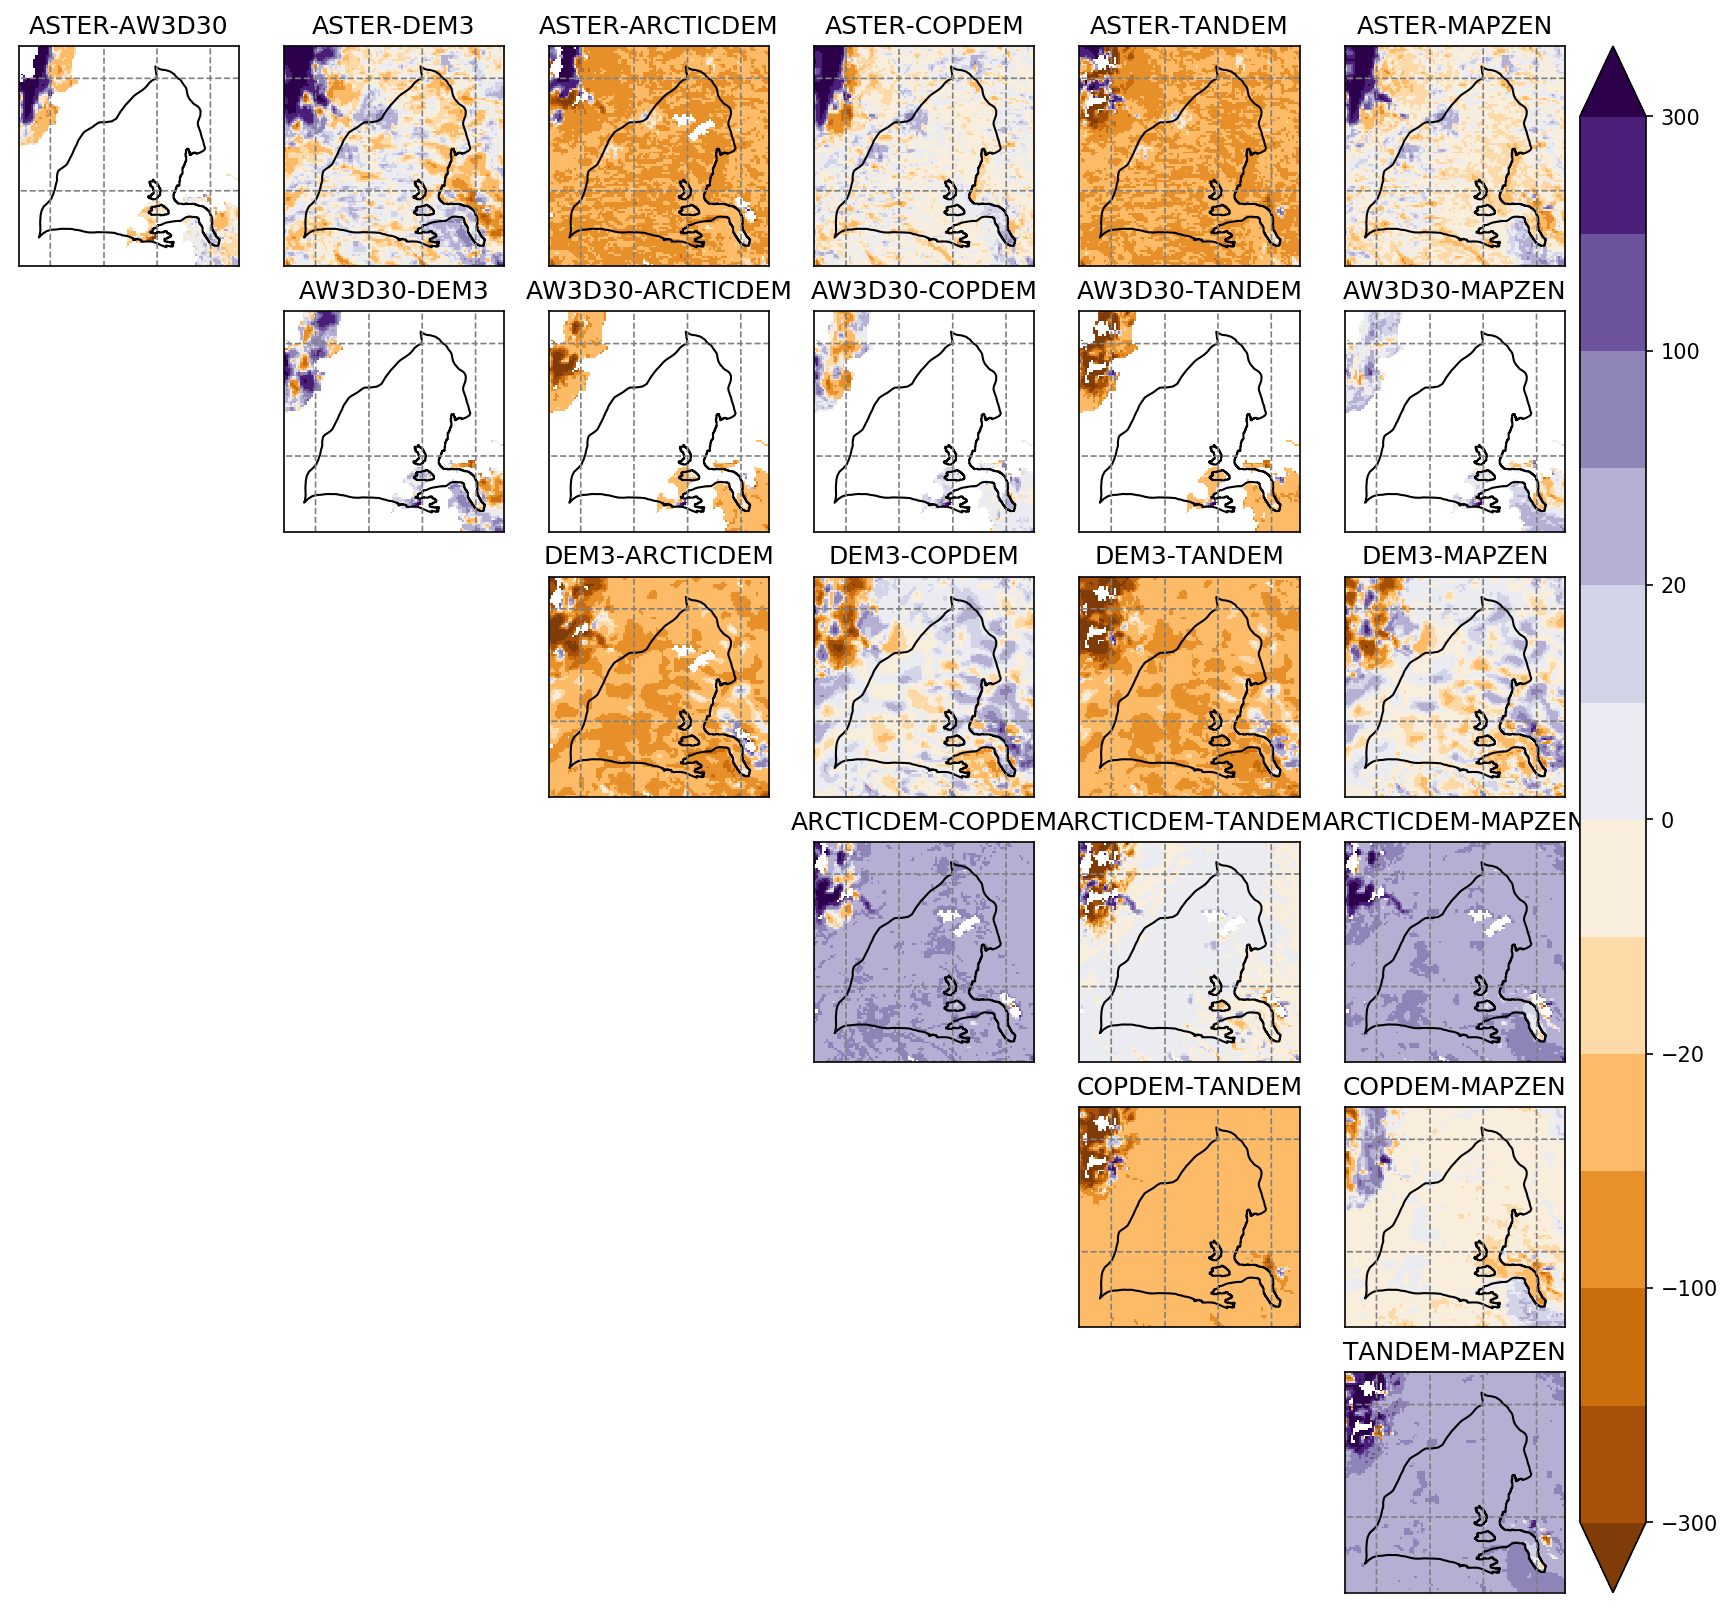 ASTER-AW3D30
ASTER-DEM3
ASTER-ARCTICDEM
ASTER-COPDEM
ASTER-TANDEM
ASTER-MAPZEN
AW3D30-DEM3
AW3D30-ARCTICDEM
AW3D30-COPDEM
AW3D30-TANDEM
AW3D30-MAPZEN
DEM3-ARCTICDEM
DEM3-COPDEM
DEM3-TANDEM
DEM3-MAPZEN
ARCTICDEM-COPDEM
ARCTICDEM-TANDEM
ARCTICDEM-MAPZEN
COPDEM-TANDEM
COPDEM-MAPZEN
TANDEM-MAPZEN
300
100
20
0
−20
−100
−300